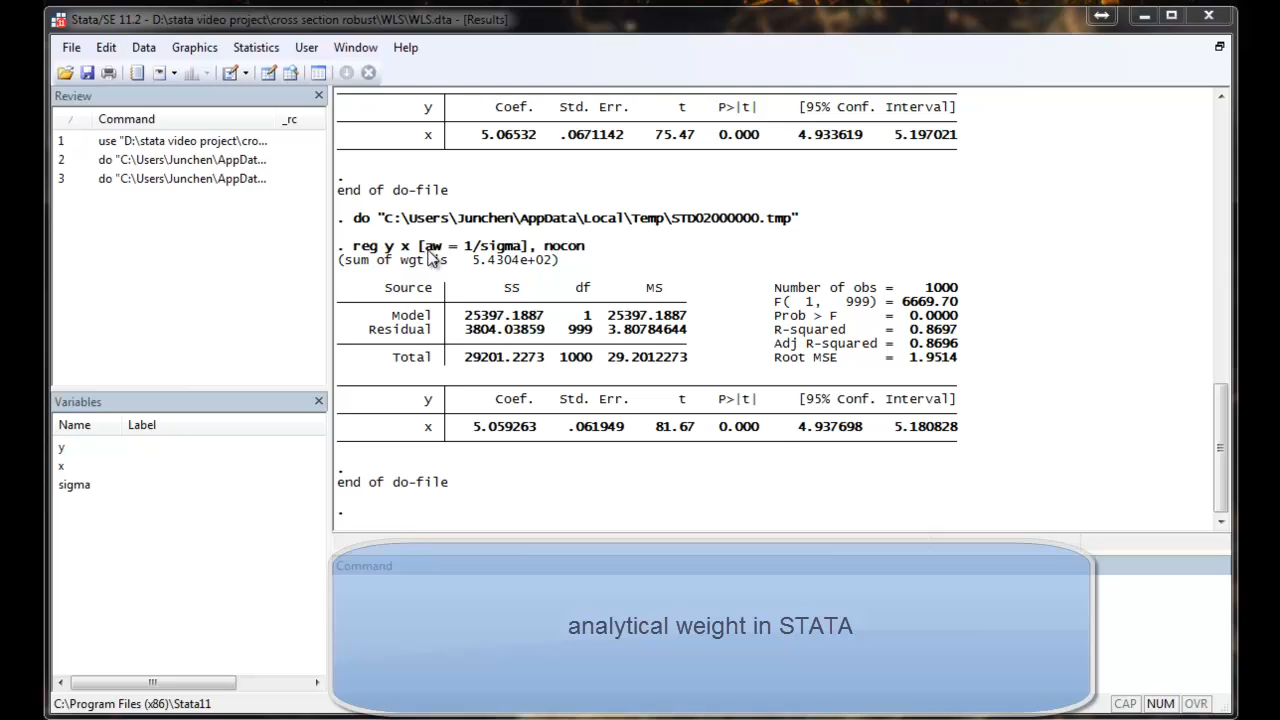 Stata/SE 11.2 - D:\stata video project\cross section robust\WLS\WLS.dta - [Results]
File Edit Data Graphics Statistics User Window Help
Review
/ Command _rc
1 use "D:\stata video project\cro...
2 do "C:\Users\Junchen\AppDat...
3 do "C:\Users\Junchen\AppDat...
Variables
Name Label
y
x
sigma
y Coef. Std. Err. t P>|t| [95% Conf. Interval]
x 5.06532 .0671142 75.47 0.000 4.933619 5.197021
.
end of do-file
. do "C:\Users\Junchen\AppData\Local\Temp\STD02000000.tmp"
. reg y x [aw = 1/sigma], nocon
(sum of wgt is 5.4304e+02)
Source SS df MS Number of obs = 1000
F( 1, 999) = 6669.70
Model 25397.1887 1 25397.1887 Prob > F = 0.0000
Residual 3804.03859 999 3.80784644 R-squared = 0.8697
Adj R-squared = 0.8696
Total 29201.2273 1000 29.2012273 Root MSE = 1.9514
y Coef. Std. Err. t P>|t| [95% Conf. Interval]
x 5.059263 .061949 81.67 0.000 4.937698 5.180828
.
end of do-file
.
Command
analytical weight in STATA
C:\Program Files (x86)\Stata11
CAP NUM OVR